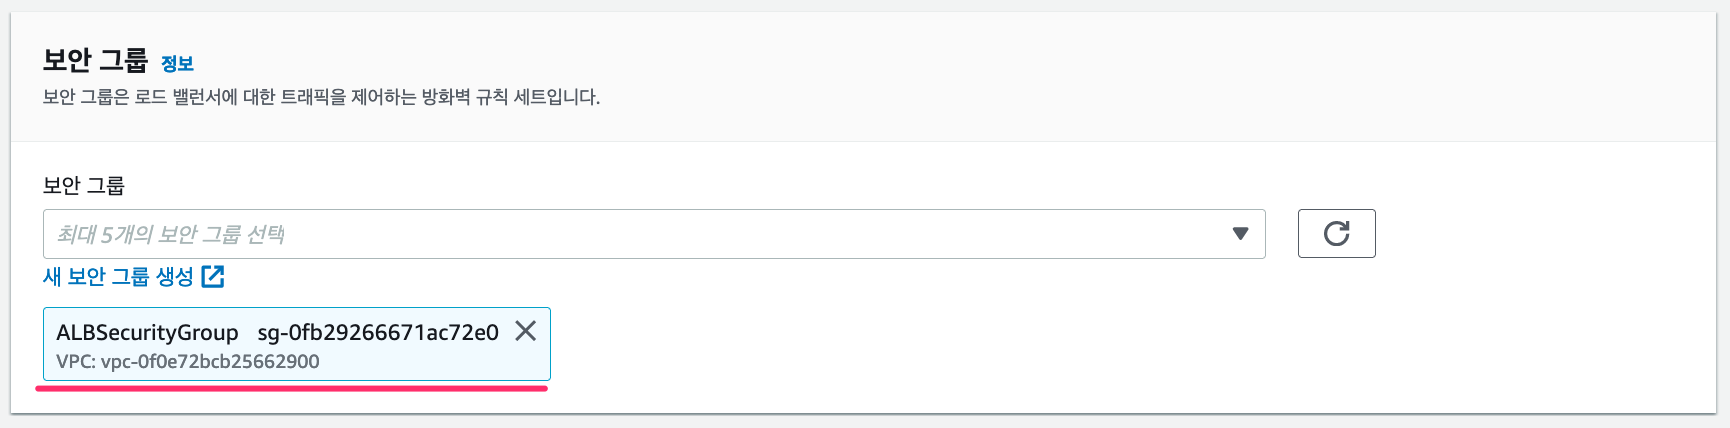 보안 그룹 정보
보안 그룹은 로드 밸런서에 대한 트래픽을 제어하는 방화벽 규칙 세트입니다.
보안 그룹
최대 5개의 보안 그룹 선택
새 보안 그룹 생성
ALBSecurityGroup sg-0fb29266671ac72e0
VPC: vpc-0f0e72bcb25662900